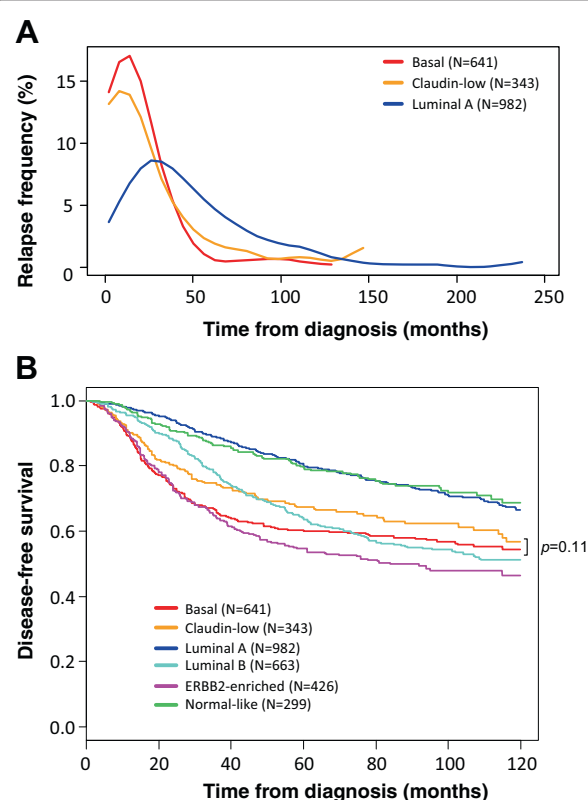 A
Relapse frequency (%)
15
10
5
0
Basal (N=641)
Claudin-low (N=343)
Luminal A (N=982)
0 50 100 150 200 250
Time from diagnosis (months)
B
Disease-free survival
1.0
0.8
0.6
0.4
0.2
0.0
p=0.11
Basal (N=641)
Claudin-low (N=343)
Luminal A (N=982)
Luminal B (N=663)
ERBB2-enriched (N=426)
Normal-like (N=299)
0 20 40 60 80 100 120
Time from diagnosis (months)